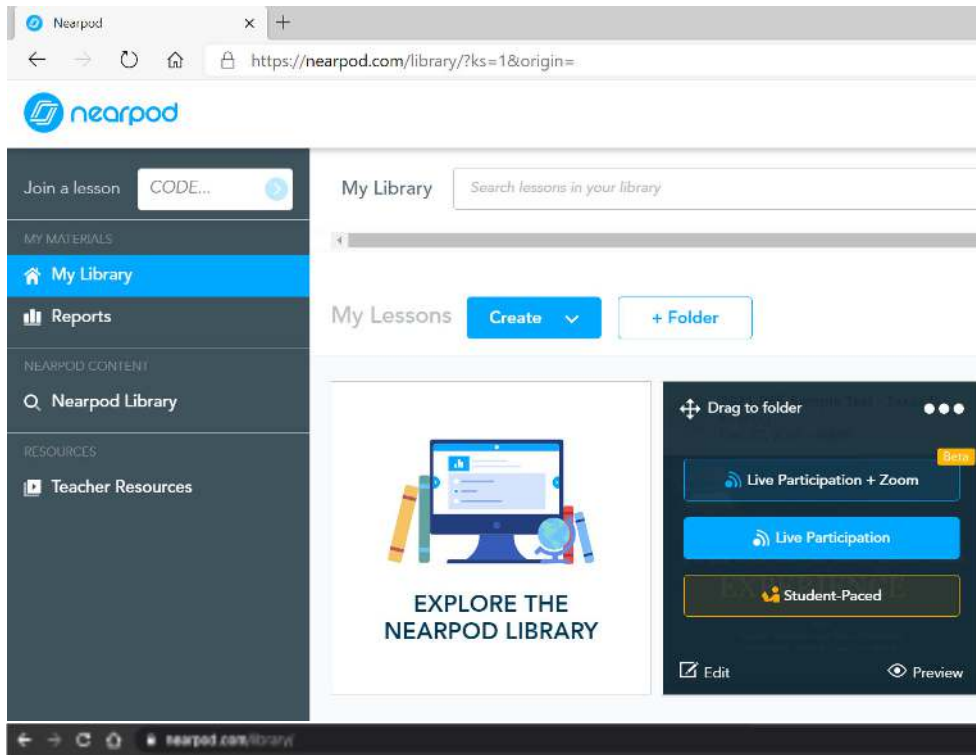 Nearpod
https://nearpod.com/library/?ks=1&origin=
nearpod
Join a lesson CODE...
My Library Search lessons in your library
MY MATERIALS
My Library
Reports
My Lessons Create + Folder
NEARPOD CONTENT
Nearpod Library
RESOURCES
Teacher Resources
EXPLORE THE
NEARPOD LIBRARY
Drag to folder
Beta
Live Participation + Zoom
Live Participation
EXPERIENCE
Student-Paced
Edit Preview
nearpod.com/library/